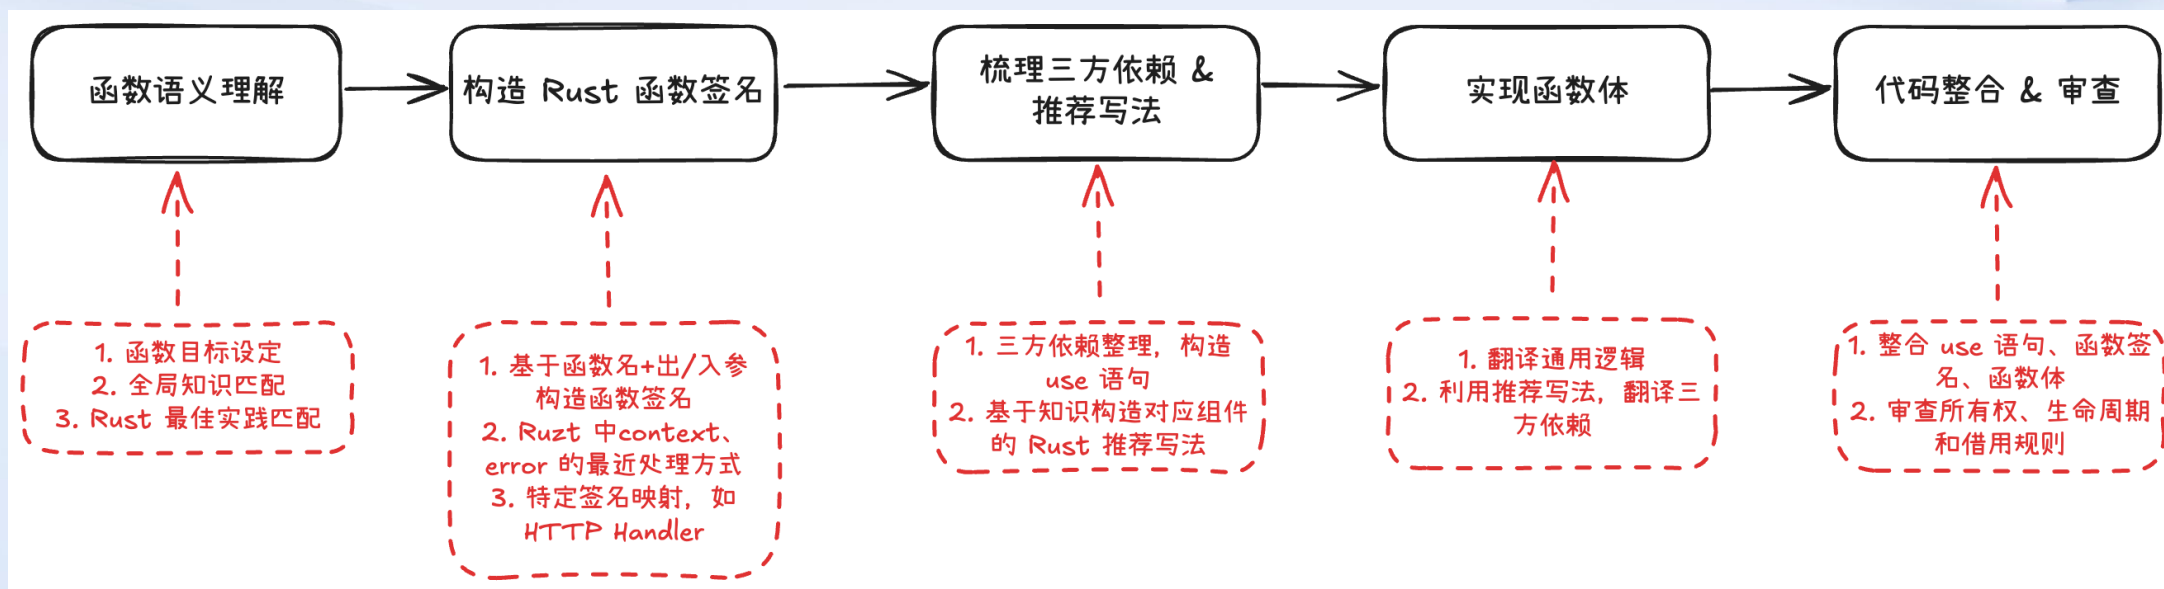 函数语义理解
构造 Rust 函数签名
梳理三方依赖 &
推荐写法
实现函数体
代码整合 & 审查
1. 函数目标设定
2. 全局知识匹配
3. Rust 最佳实践匹配
1. 基于函数名+出/入参
构造函数签名
2. Ruzt 中context、
error 的最近处理方式
3. 特定签名映射，如
HTTP Handler
1. 三方依赖整理，构造
use 语句
2. 基于知识构造对应组件
的 Rust 推荐写法
1. 翻译通用逻辑
2. 利用推荐写法，翻译三
方依赖
1. 整合 use 语句、函数签
名、函数体
2. 审查所有权、生命周期
和借用规则